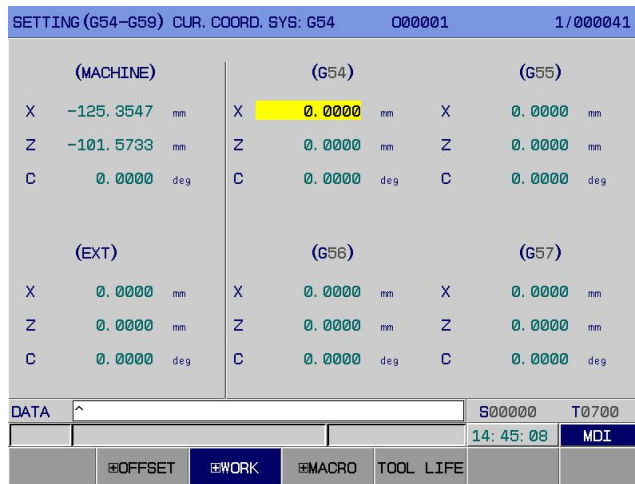 SETTING(G54-G59) CUR. COORD. SYS: G54 O00001 1/000041
(MACHINE) (G54) (G55)
X -125.3547 mm X 0.0000 mm X 0.0000 mm
Z -101.5733 mm Z 0.0000 mm Z 0.0000 mm
C 0.0000 deg C 0.0000 deg C 0.0000 deg
(EXT) (G56) (G57)
X 0.0000 mm X 0.0000 mm X 0.0000 mm
Z 0.0000 mm Z 0.0000 mm Z 0.0000 mm
C 0.0000 deg C 0.0000 deg C 0.0000 deg
DATA ^ S00000 T0700
14:45:08 MDI
⊞OFFSET ⊞WORK ⊞MACRO TOOL LIFE